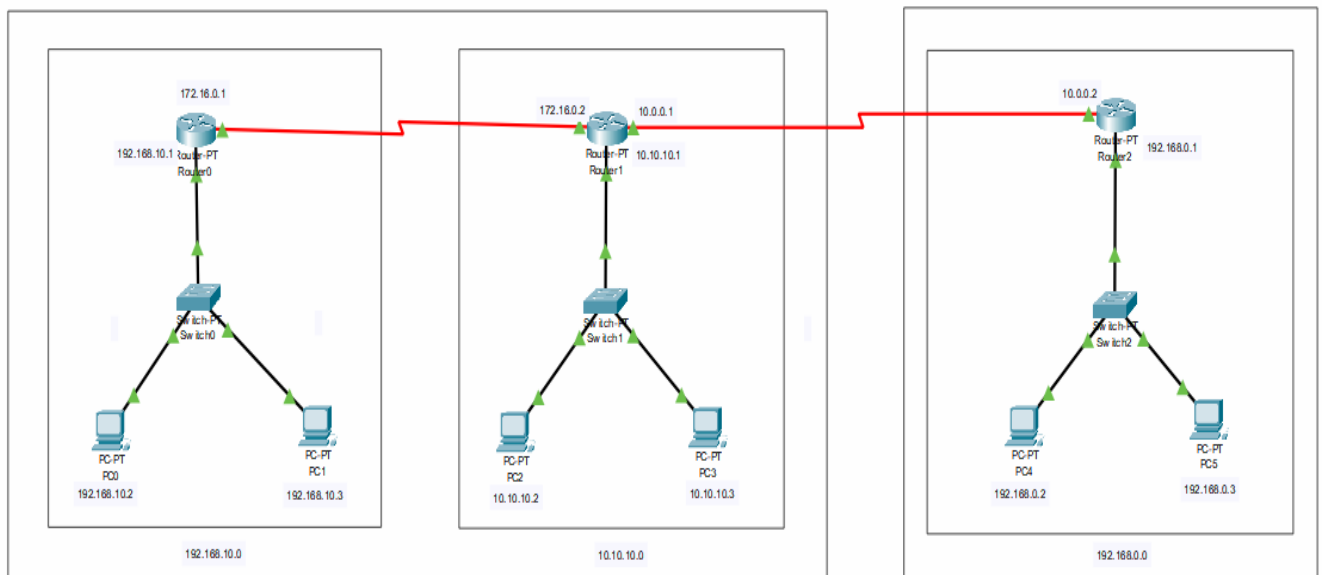 172.16.0.1
192.168.10.1
Router-PT
Router0
172.16.0.2
10.0.0.1
10.10.10.1
Router-PT
Router1
10.0.0.2
192.168.0.1
Router-PT
Router2
Switch-PT
Switch0
Switch-PT
Switch1
Switch-PT
Switch2
PC-PT
PC0
192.168.10.2
PC-PT
PC1
192.168.10.3
PC-PT
PC2
10.10.10.2
PC-PT
PC3
10.10.10.3
PC-PT
PC4
192.168.0.2
PC-PT
PC5
192.168.0.3
192.168.10.0
10.10.10.0
192.168.0.0